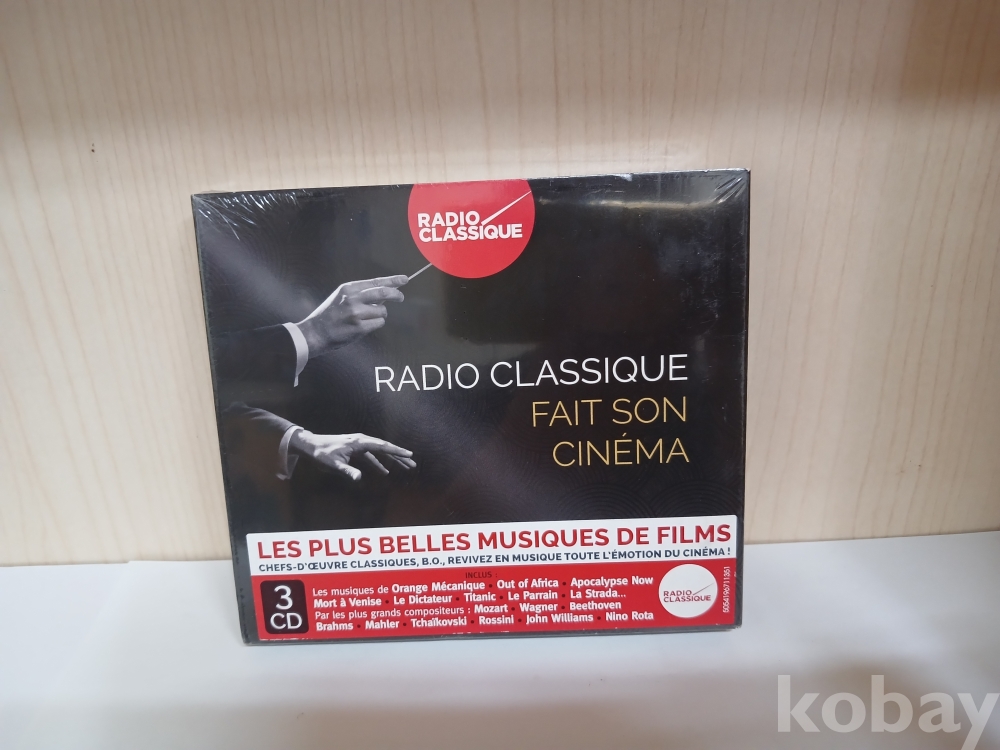 RADIO
CLASSIQUE
RADIO CLASSIQUE
FAIT SON
CINÉMA
LES PLUS BELLES MUSIQUES DE FILMS
CHEFS-D'ŒUVRE CLASSIQUES, B.O., REVIVEZ EN MUSIQUE TOUTE L'ÉMOTION DU CINÉMA !
INCLUS :
3
CD
Les musiques de Orange Mécanique • Out of Africa • Apocalypse Now
Mort à Venise • Le Dictateur • Titanic • Le Parrain • La Strada...
Par les plus grands compositeurs : Mozart • Wagner • Beethoven
Brahms • Mahler • Tchaïkovski • Rossini • John Williams • Nino Rota
RADIO
CLASSIQUE
0054196711351
kobay